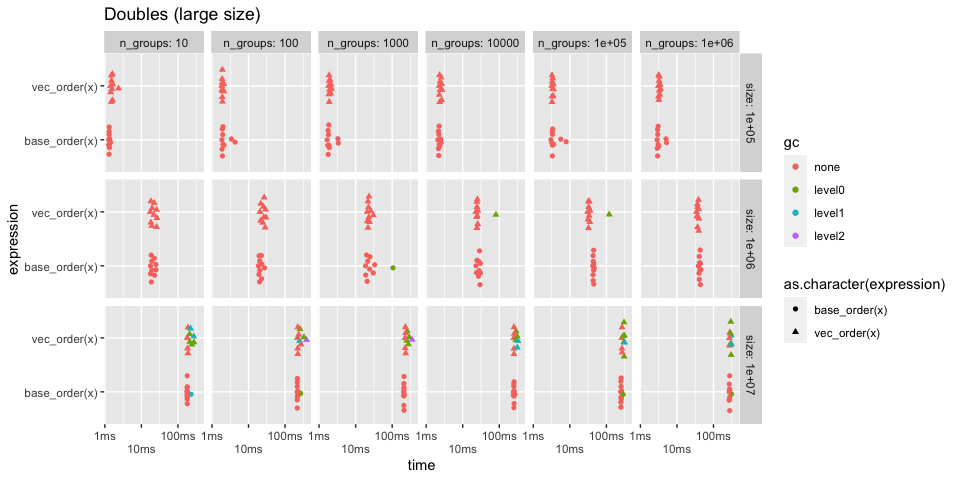 Doubles (large size)
n_groups: 10 n_groups: 100 n_groups: 1000 n_groups: 10000 n_groups: 1e+05 n_groups: 1e+06
vec_order(x)
base_order(x)
size: 1e+05
vec_order(x)
base_order(x)
size: 1e+06
vec_order(x)
base_order(x)
size: 1e+07
expression
1ms 100ms 1ms 100ms 1ms 100ms 1ms 100ms 1ms 100ms 1ms 100ms
10ms 10ms 10ms 10ms 10ms 10ms
time
gc
none
level0
level1
level2
as.character(expression)
base_order(x)
vec_order(x)